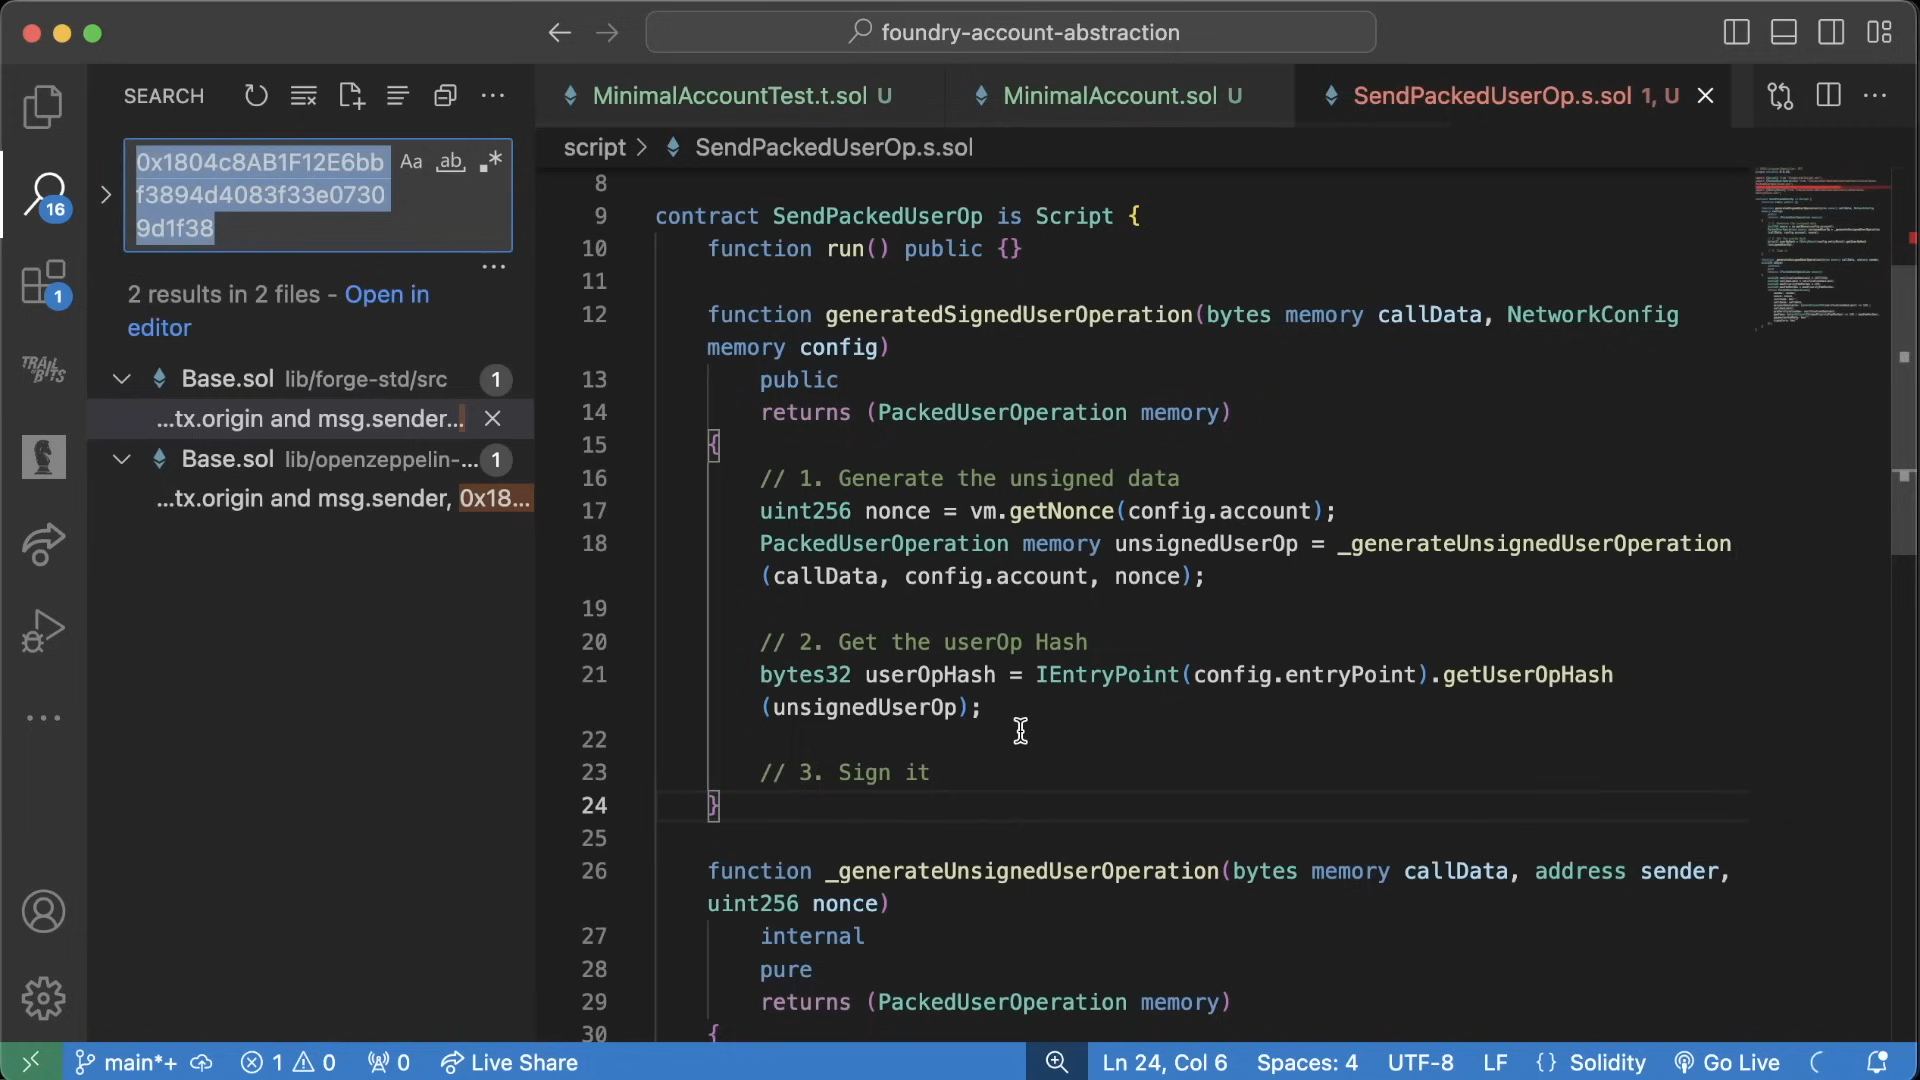 foundry-account-abstraction
SEARCH
MinimalAccountTest.t.sol U
MinimalAccount.sol U
SendPackedUserOp.s.sol 1, U
script > SendPackedUserOp.s.sol
0x1804c8AB1F12E6bb
f3894d4083f33e0730
9d1f38
Aa ab
16
2 results in 2 files - Open in
editor
1
Base.sol lib/forge-std/src 1
...tx.origin and msg.sender...
Base.sol lib/openzeppelin-... 1
...tx.origin and msg.sender, 0x18...
TRAIL OF BITS
8
9 contract SendPackedUserOp is Script {
10 function run() public {}
11
12 function generatedSignedUserOperation(bytes memory callData, NetworkConfig
memory config)
13 public
14 returns (PackedUserOperation memory)
15 {
16 // 1. Generate the unsigned data
17 uint256 nonce = vm.getNonce(config.account);
18 PackedUserOperation memory unsignedUserOp = _generateUnsignedUserOperation
(callData, config.account, nonce);
19
20 // 2. Get the userOp Hash
21 bytes32 userOpHash = IEntryPoint(config.entryPoint).getUserOpHash
(unsignedUserOp);
22
23 // 3. Sign it
24 }
25
26 function _generateUnsignedUserOperation(bytes memory callData, address sender,
uint256 nonce)
27 internal
28 pure
29 returns (PackedUserOperation memory)
30 {
main*+ 1 0 0 Live Share Ln 24, Col 6 Spaces: 4 UTF-8 LF {} Solidity Go Live